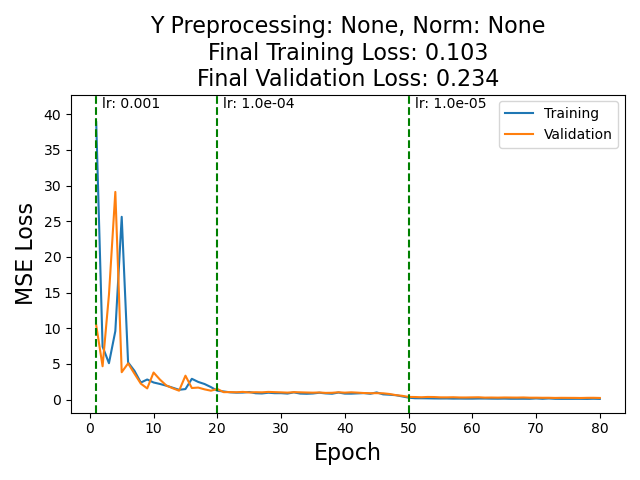 Y Preprocessing: None, Norm: None
Final Training Loss: 0.103
Final Validation Loss: 0.234
lr: 0.001
lr: 1.0e-04
lr: 1.0e-05
Training
Validation
MSE Loss
40
35
30
25
20
15
10
5
0
0
10
20
30
40
50
60
70
80
Epoch